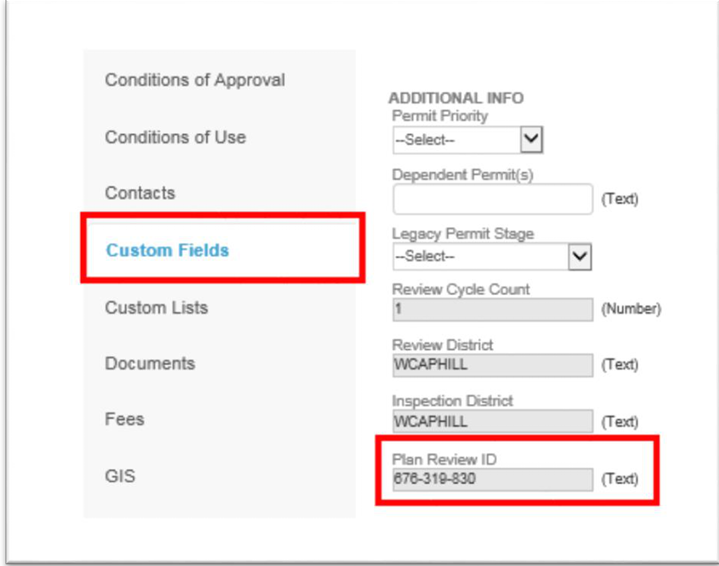 Conditions of Approval
Conditions of Use
Contacts
Custom Fields
Custom Lists
Documents
Fees
GIS
ADDITIONAL INFO
Permit Priority
--Select--
Dependent Permit(s)
(Text)
Legacy Permit Stage
--Select--
Review Cycle Count
1 (Number)
Review District
WCAPHILL (Text)
Inspection District
WCAPHILL (Text)
Plan Review ID
676-319-830 (Text)